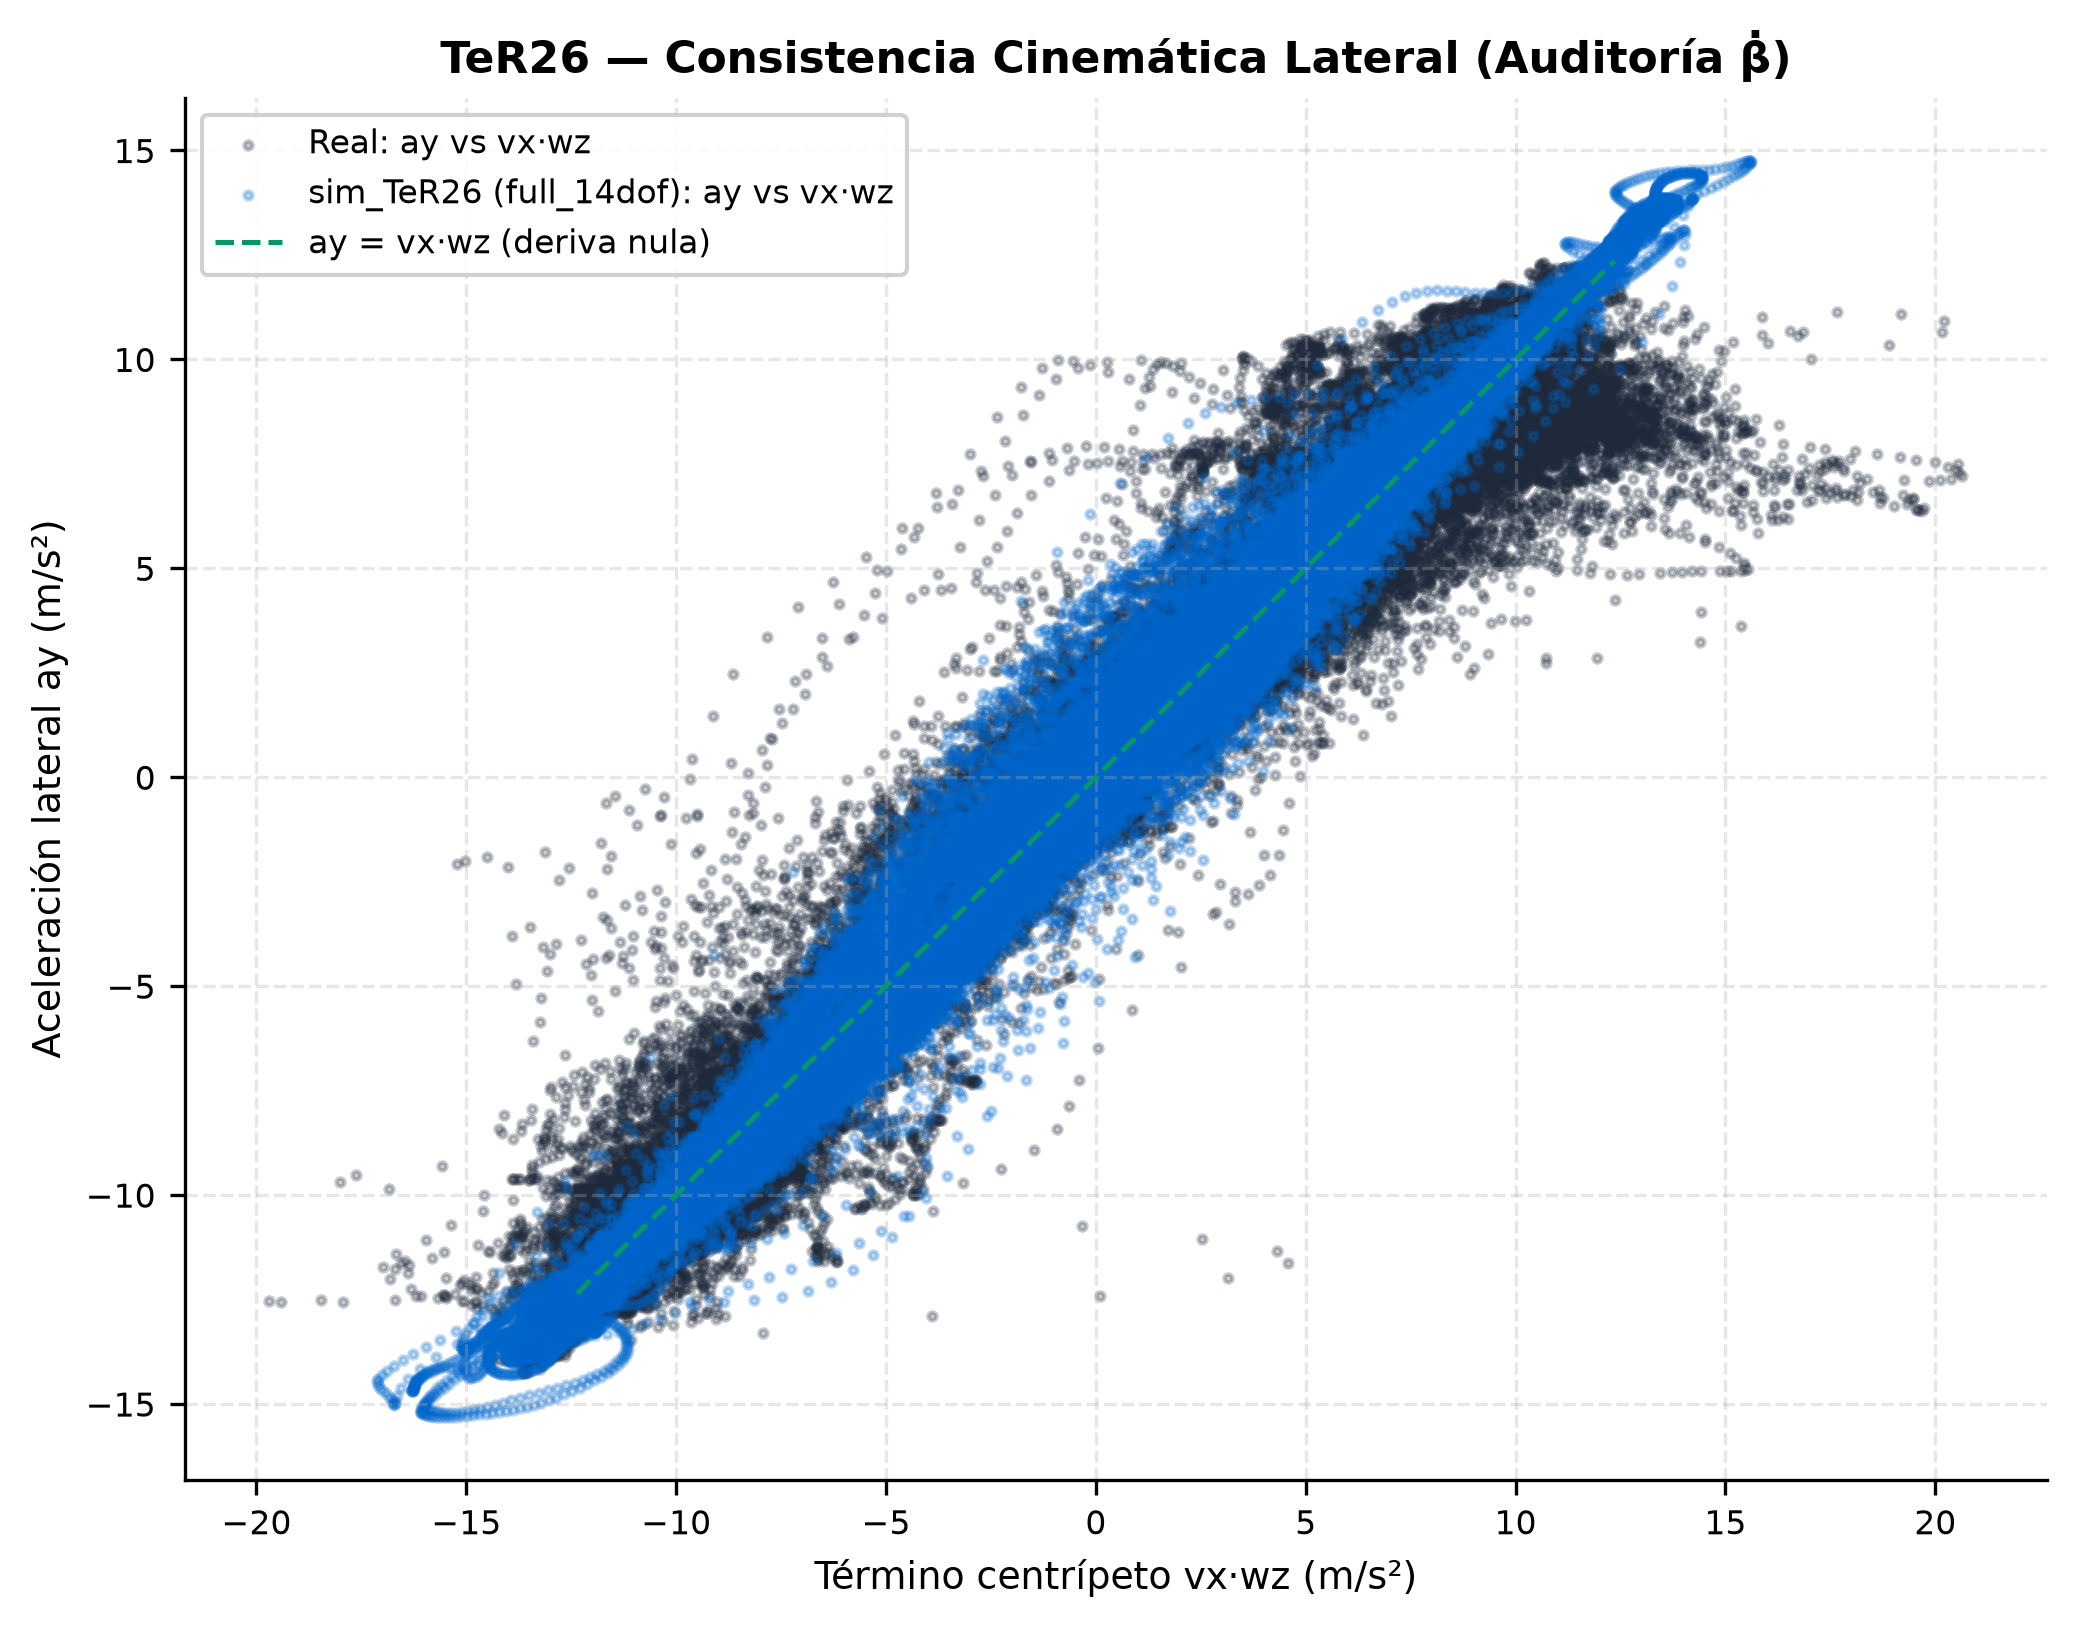 TeR26 — Consistencia Cinemática Lateral (Auditoría β̇)
Real: ay vs vx·wz
sim_TeR26 (full_14dof): ay vs vx·wz
ay = vx·wz (deriva nula)
Aceleración lateral ay (m/s²)
15
10
5
0
−5
−10
−15
−20
−15
−10
−5
0
5
10
15
20
Término centrípeto vx·wz (m/s²)